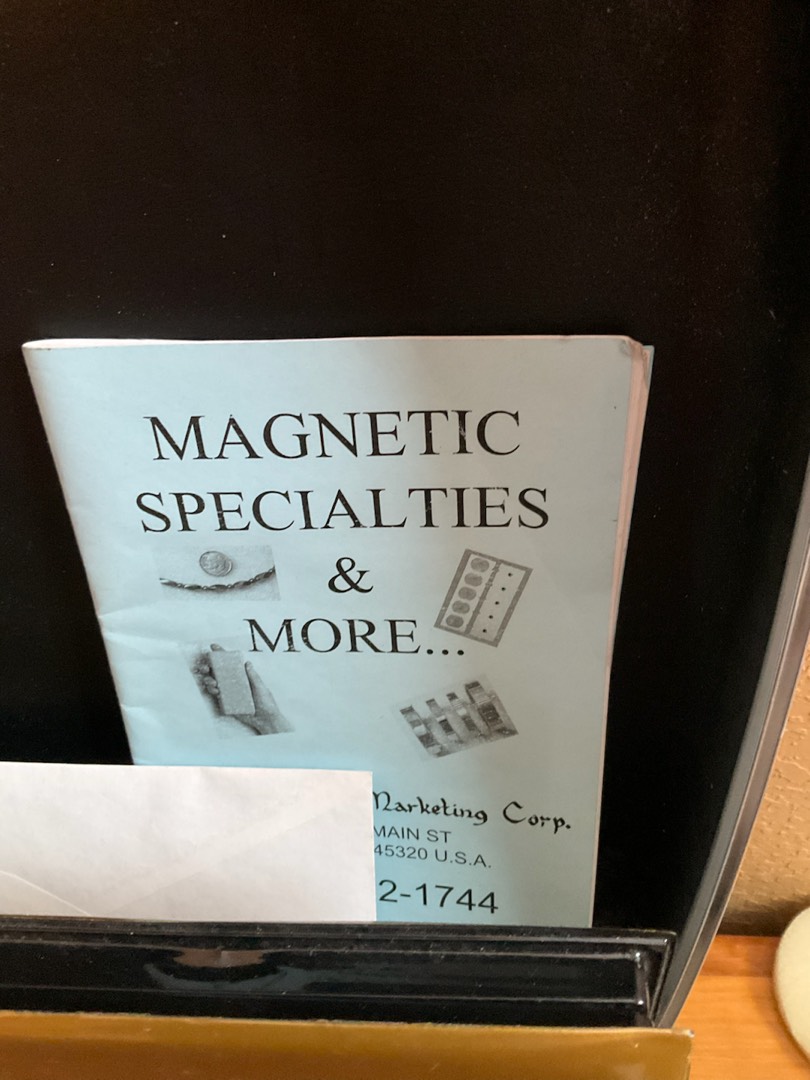 MAGNETIC
SPECIALTIES
&
MORE...
Marketing Corp.
MAIN ST
45320 U.S.A.
2-1744